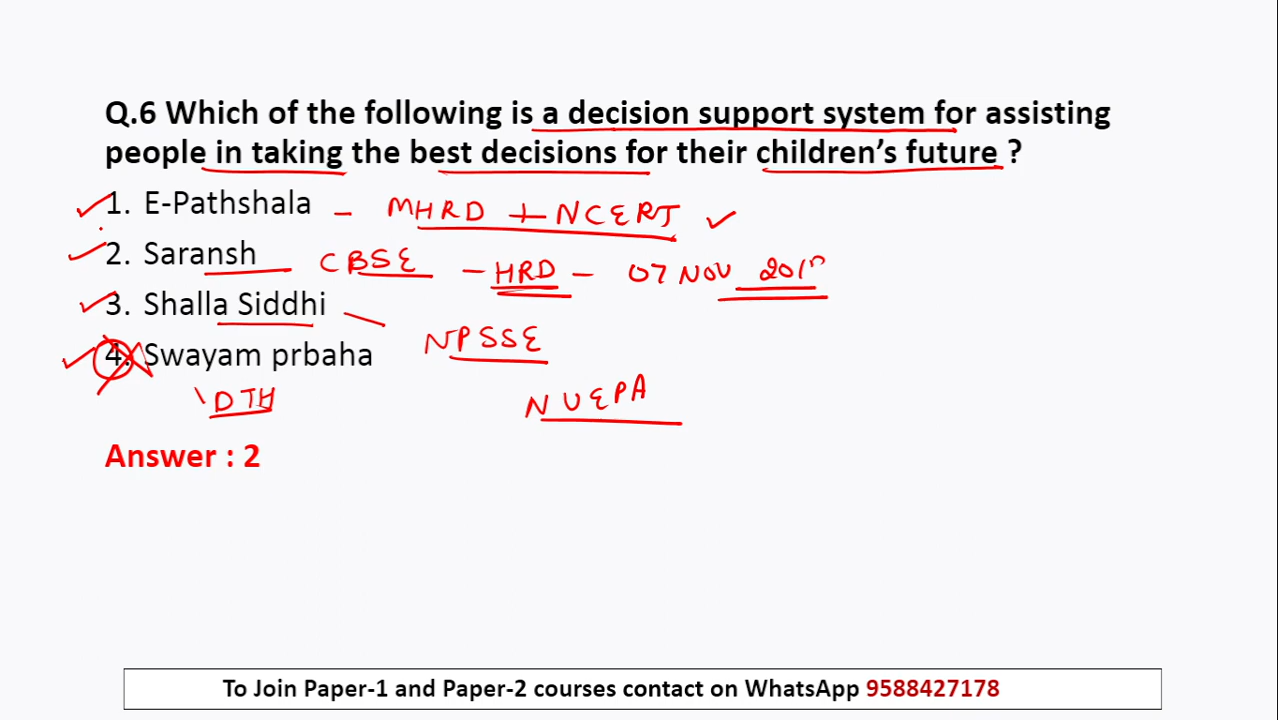 Q.6 Which of the following is a decision support system for assisting
people in taking the best decisions for their children's future ?
1. E-Pathshala - MHRD + NCERT
2. Saransh CBSE - HRD - 07 NOV
3. Shalla Siddhi
NPSSE
4. Swayam prbaha
DTH
NUEPA
Answer : 2
To Join Paper-1 and Paper-2 courses contact on WhatsApp 9588427178